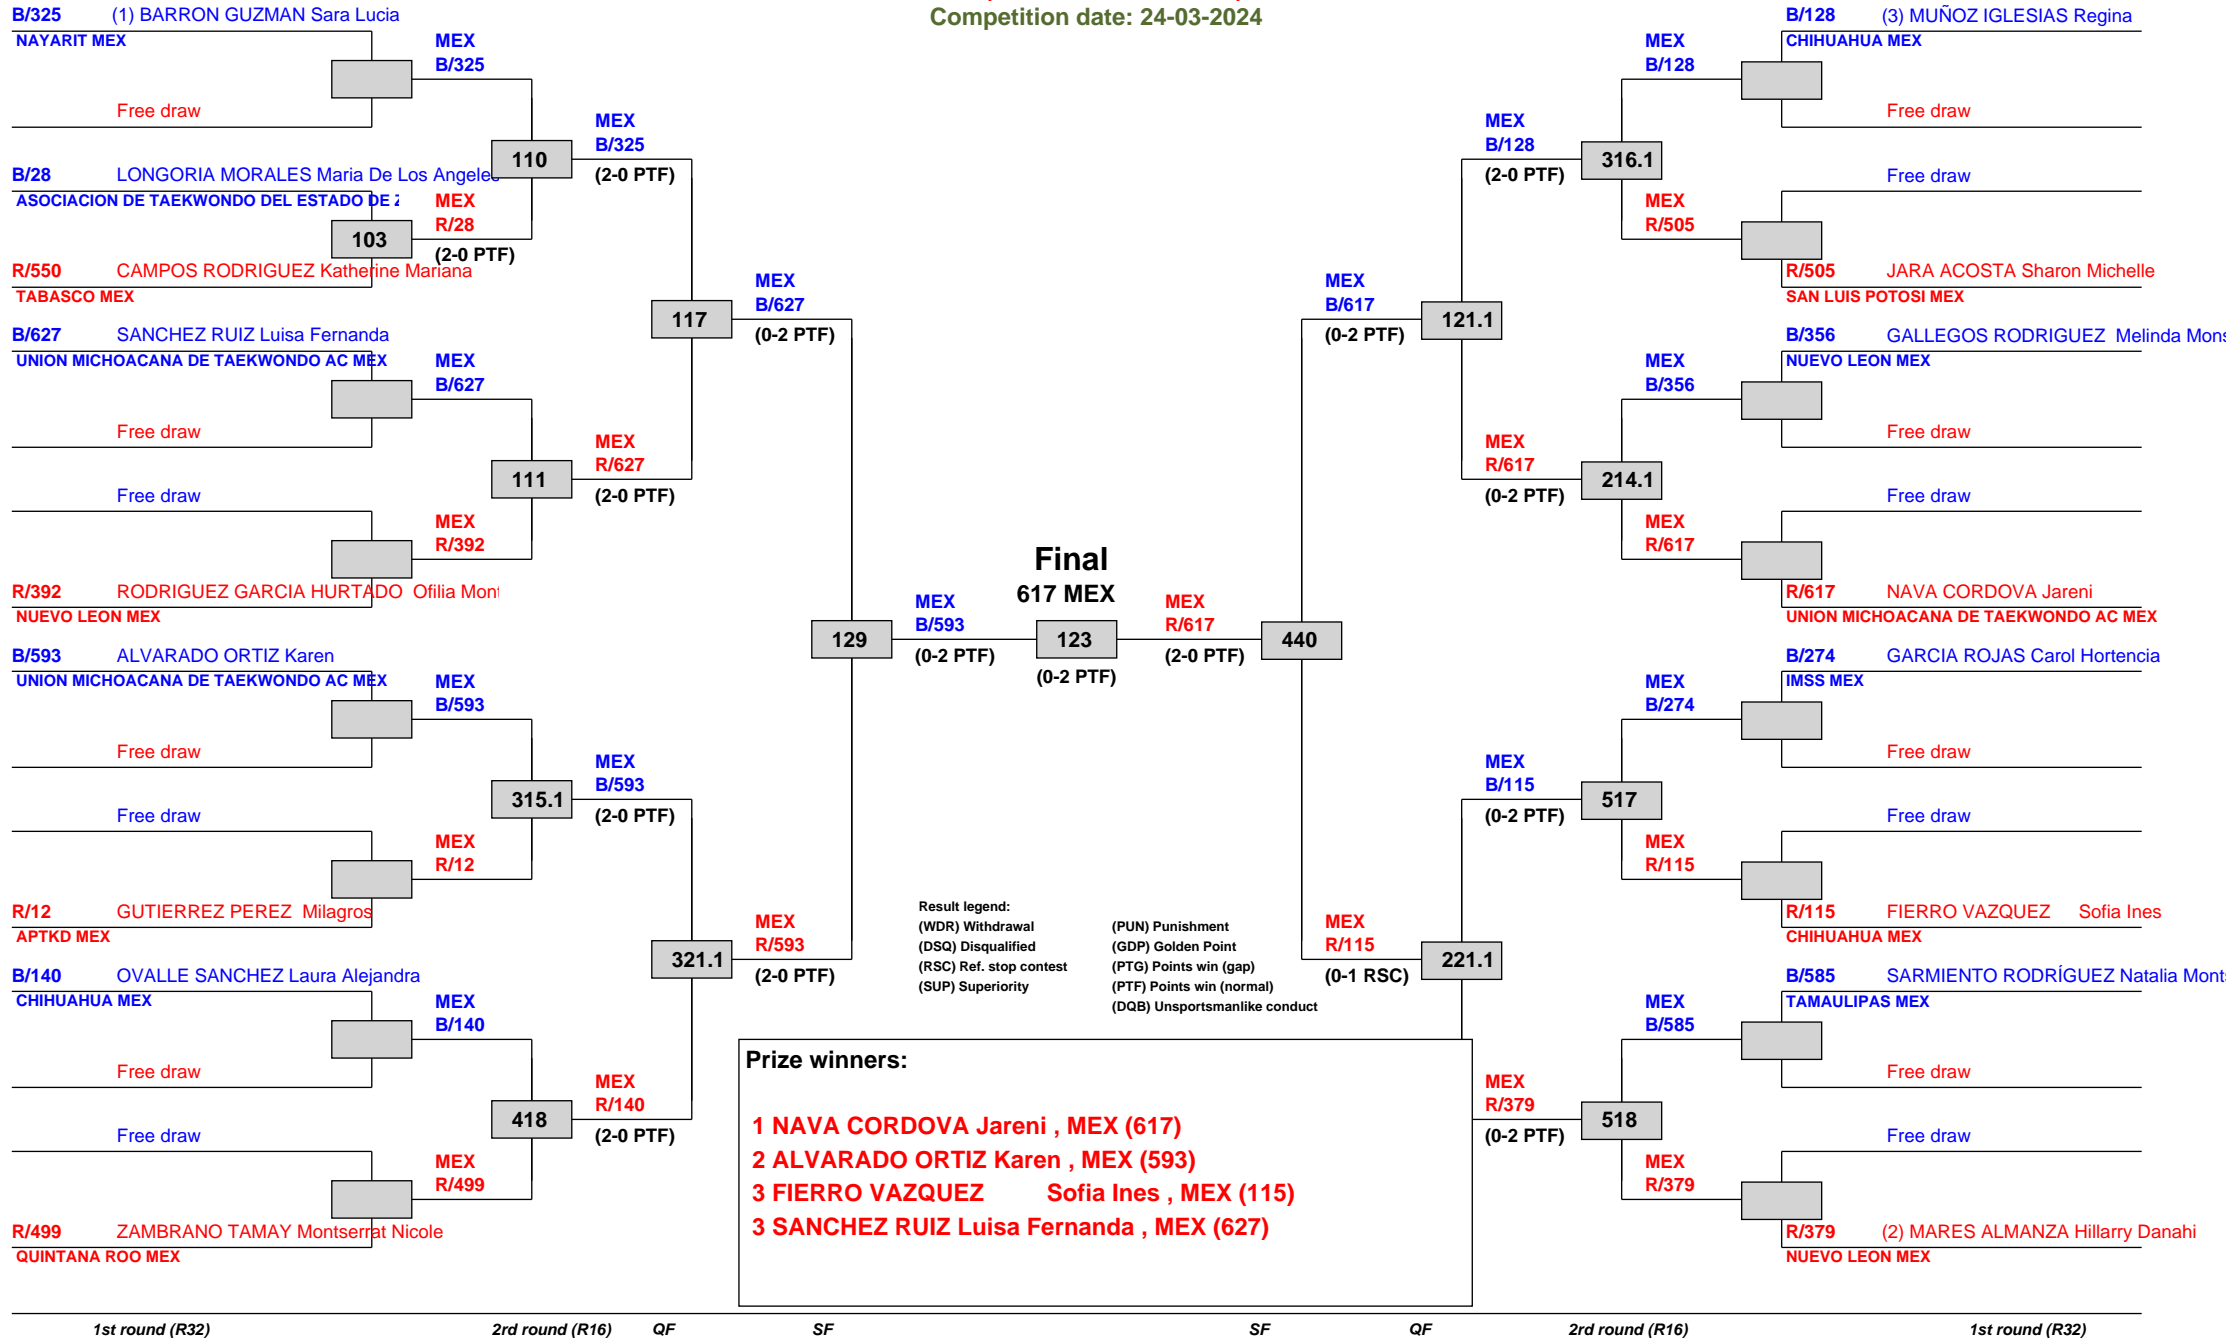 Competition date: 24-03-2024
B/325 (1) BARRON GUZMAN Sara Lucia
NAYARIT MEX
MEX
B/325
Free draw
110
MEX
B/325
(2-0 PTF)
B/28 LONGORIA MORALES Maria De Los Angeles
ASOCIACION DE TAEKWONDO DEL ESTADO DE
MEX
R/28
103
(2-0 PTF)
R/550 CAMPOS RODRIGUEZ Katherine Mariana
TABASCO MEX
117
MEX
B/627
(0-2 PTF)
B/627 SANCHEZ RUIZ Luisa Fernanda
UNION MICHOACANA DE TAEKWONDO AC MEX
MEX
B/627
Free draw
111
MEX
R/627
(2-0 PTF)
Free draw
MEX
R/392
R/392 RODRIGUEZ GARCIA HURTADO Ofilia
NUEVO LEON MEX
129
MEX
B/593
(0-2 PTF)
B/593 ALVARADO ORTIZ Karen
UNION MICHOACANA DE TAEKWONDO AC MEX
MEX
B/593
Free draw
315.1
MEX
B/593
(2-0 PTF)
Free draw
MEX
R/12
R/12 GUTIERREZ PEREZ Milagros
APTKD MEX
321.1
MEX
R/593
(2-0 PTF)
B/140 OVALLE SANCHEZ Laura Alejandra
CHIHUAHUA MEX
MEX
B/140
Free draw
418
MEX
R/140
(2-0 PTF)
Free draw
MEX
R/499
R/499 ZAMBRANO TAMAY Montserrat Nicole
QUINTANA ROO MEX
Final
617 MEX
123
(0-2 PTF)
MEX
R/617
(2-0 PTF)
440
B/128 (3) MUÑOZ IGLESIAS Regina
CHIHUAHUA MEX
MEX
B/128
Free draw
MEX
B/128
(2-0 PTF)
316.1
Free draw
MEX
R/505
R/505 JARA ACOSTA Sharon Michelle
SAN LUIS POTOSI MEX
MEX
B/617
(0-2 PTF)
121.1
B/356 GALLEGOS RODRIGUEZ Melinda
NUEVO LEON MEX
MEX
B/356
Free draw
MEX
R/617
(0-2 PTF)
214.1
Free draw
MEX
R/617
R/617 NAVA CORDOVA Jareni
UNION MICHOACANA DE TAEKWONDO AC MEX
B/274 GARCIA ROJAS Carol Hortencia
IMSS MEX
MEX
B/274
Free draw
MEX
B/115
(0-2 PTF)
517
Free draw
MEX
R/115
R/115 FIERRO VAZQUEZ Sofia Ines
CHIHUAHUA MEX
MEX
R/115
(0-1 RSC)
221.1
B/585 SARMIENTO RODRÍGUEZ Natalia
TAMAULIPAS MEX
MEX
B/585
Free draw
MEX
R/379
(0-2 PTF)
518
Free draw
MEX
R/379
R/379 (2) MARES ALMANZA Hillarry Danahi
NUEVO LEON MEX
Result legend:
(WDR) Withdrawal (PUN) Punishment
(DSQ) Disqualified (GDP) Golden Point
(RSC) Ref. stop contest (PTG) Points win (gap)
(SUP) Superiority (PTF) Points win (normal)
(DQB) Unsportsmanlike conduct
Prize winners:
1 NAVA CORDOVA Jareni , MEX (617)
2 ALVARADO ORTIZ Karen , MEX (593)
3 FIERRO VAZQUEZ Sofia Ines , MEX (115)
3 SANCHEZ RUIZ Luisa Fernanda , MEX (627)
1st round (R32) 2rd round (R16) QF SF SF QF 2rd round (R16) 1st round (R32)